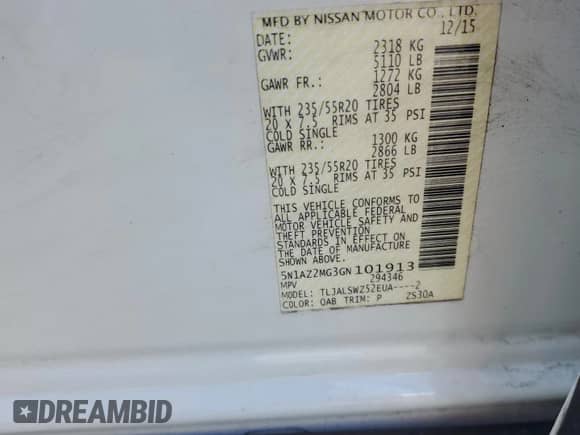 MFD BY NISSAN MOTOR CO., LTD.
DATE: 12/15
GVWR: 2318 KG
5110 LB
GAWR FR.: 1272 KG
2804 LB
WITH 235/55R20 TIRES
20 X 7.5 RIMS AT 35 PSI
COLD SINGLE
GAWR RR.: 1300 KG
2866 LB
WITH 235/55R20 TIRES
20 X 7.5 RIMS AT 35 PSI
COLD SINGLE
THIS VEHICLE CONFORMS TO
ALL APPLICABLE FEDERAL
MOTOR VEHICLE SAFETY AND
THEFT PREVENTION
STANDARDS IN EFFECT ON
THE DATE OF MANUFACTURE
SHOWN ABOVE.
5N1AZ2MG3GN101913
MPV 294346
MODEL: TLJALSWZ52EUA----2
COLOR: QAB TRIM: P ZS30A
DREAMBID